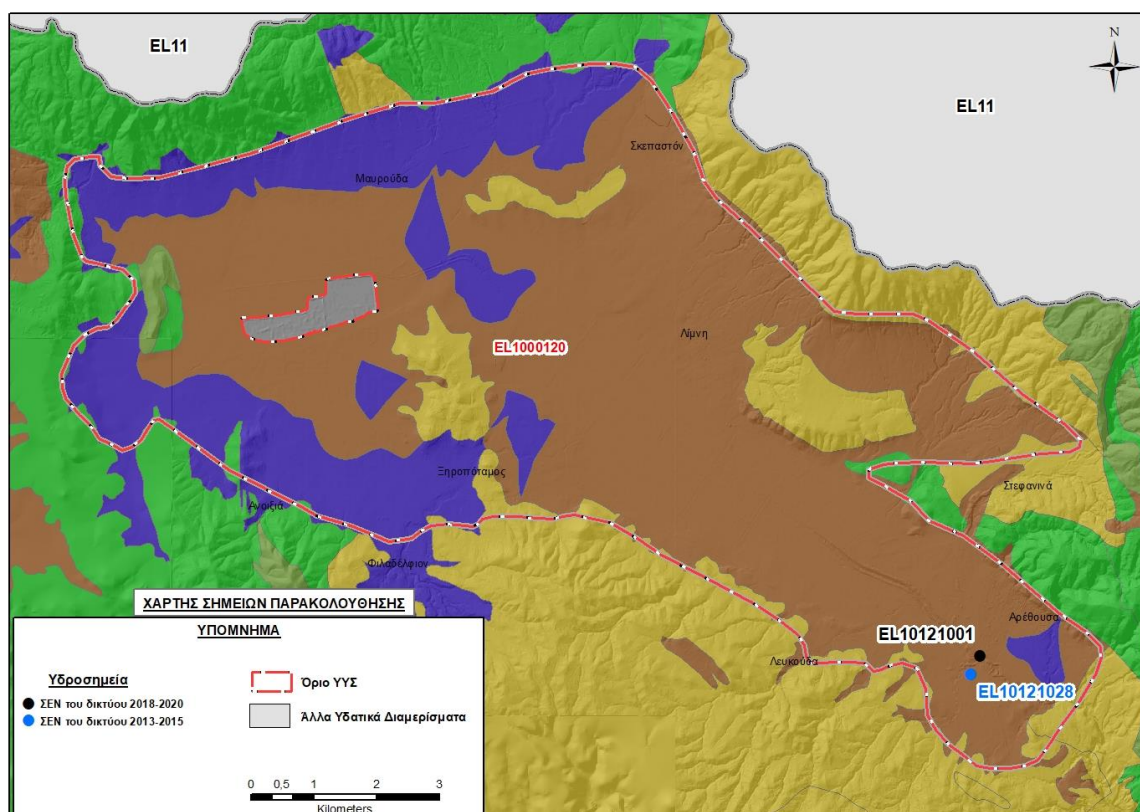 EL11
N
EL11
Σκεπαστόν
Μαυρούδα
Λίμνη
EL1000120
Ξηροπόταμος
Στεφανινά
Ανοιξιά
Φιλαδέλφιον
Αρέθουσα
EL10121001
Λευκούδα
EL10121028
ΧΑΡΤΗΣ ΣΗΜΕΙΩΝ ΠΑΡΑΚΟΛΟΥΘΗΣΗΣ
ΥΠΟΜΝΗΜΑ
Υδροσημεία
ΣΕΝ του δικτύου 2018-2020
ΣΕΝ του δικτύου 2013-2015
Όριο ΥΥΣ
Άλλα Υδατικά Διαμερίσματα
0 0,5 1 2 3
Kilometers